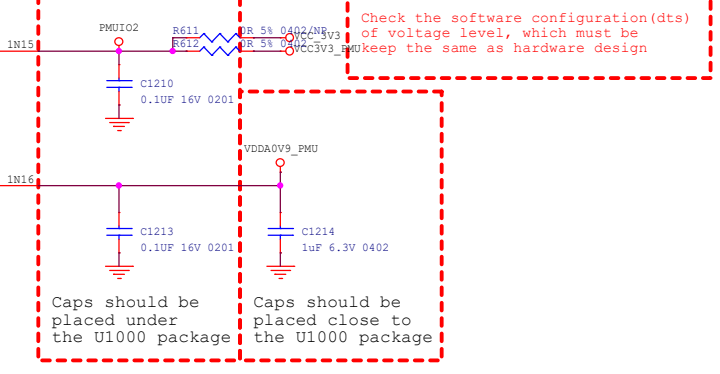 Check the software configuration(dts)
of voltage level, which must be
keep the same as hardware design
PMUIO2
R611 0R 5% 0402/NP VCC_3V3
R612 0R 5% 0402 VCC3V3_PMU
1N15
C1210
0.1UF 16V 0201
VDDA0V9_PMU
1N16
C1213
0.1UF 16V 0201
C1214
1uF 6.3V 0402
Caps should be
placed under
the U1000 package
Caps should be
placed close to
the U1000 package